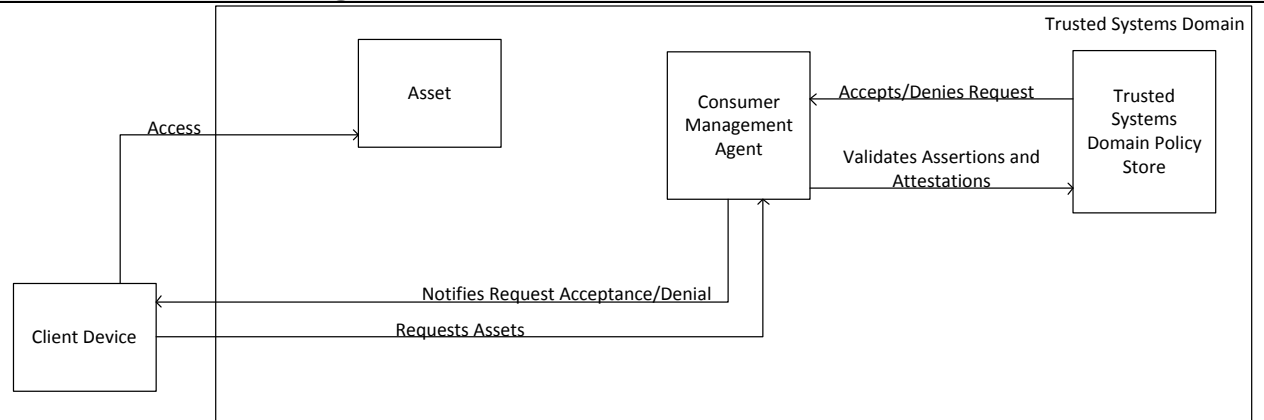 Trusted Systems Domain
Asset
Consumer
Management
Agent
Accepts/Denies Request
Trusted
Systems
Domain Policy
Store
Access
Validates Assertions and
Attestations
Notifies Request Acceptance/Denial
Client Device
Requests Assets